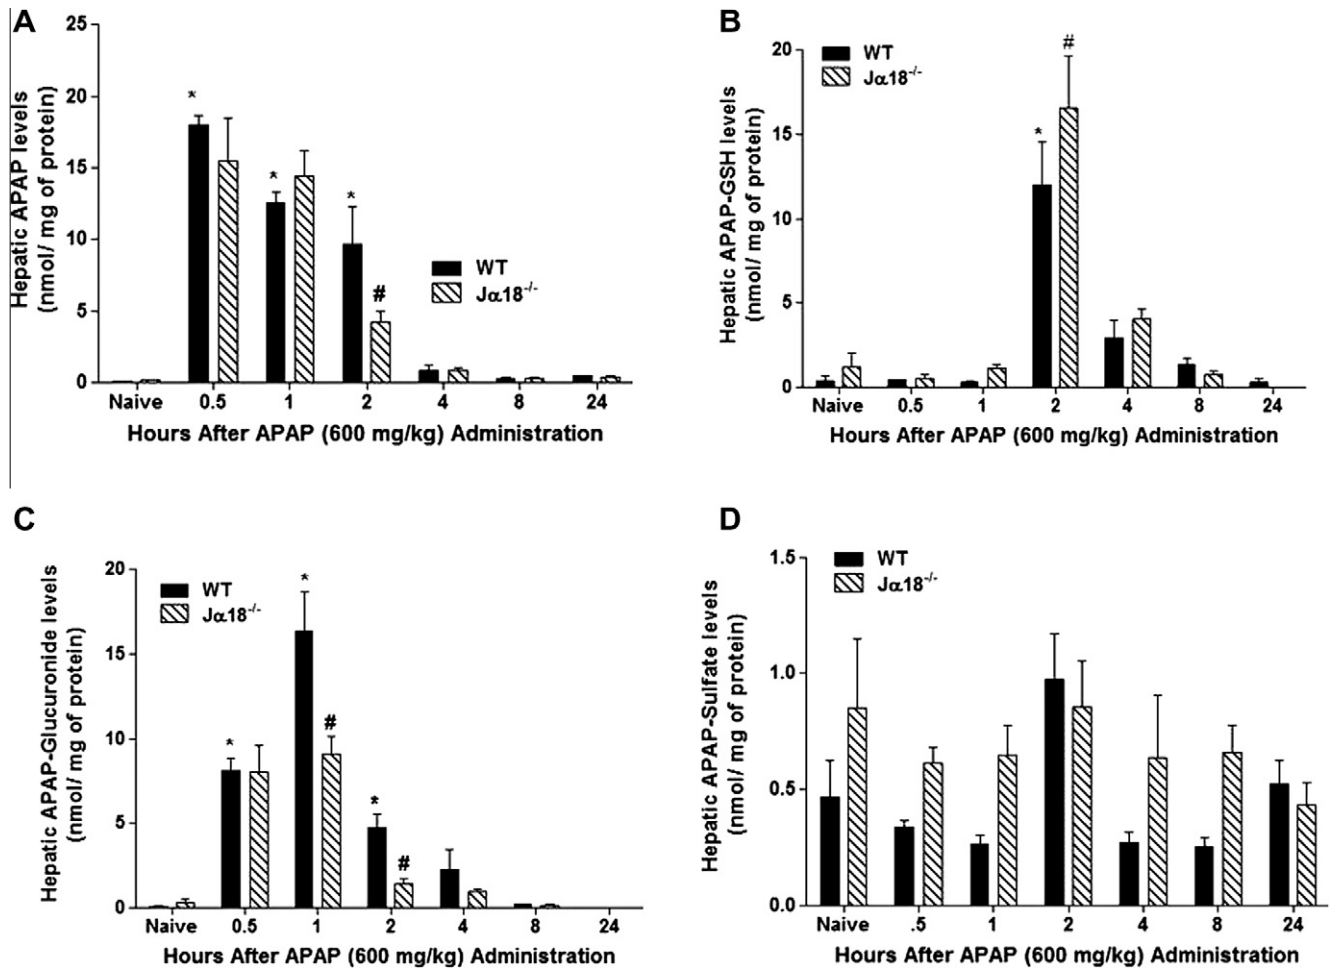 A
Hepatic APAP levels
(nmol/ mg of protein)
25
20
15
10
5
0
*
*
*
#
WT
Jα18-/-
Naive 0.5 1 2 4 8 24
Hours After APAP (600 mg/kg) Administration
B
Hepatic APAP-GSH levels
(nmol/ mg of protein)
20
15
10
5
0
WT
Jα18-/-
*
#
Naive 0.5 1 2 4 8 24
Hours After APAP (600 mg/kg) Administration
C
Hepatic APAP-Glucuronide levels
(nmol/ mg of protein)
20
15
10
5
0
WT
Jα18-/-
*
*
#
*
#
Naive 0.5 1 2 4 8 24
Hours After APAP (600 mg/kg) Administration
D
Hepatic APAP-Sulfate levels
(nmol/ mg of protein)
1.5
1.0
0.5
0.0
WT
Jα18-/-
Naive .5 1 2 4 8 24
Hours After APAP (600 mg/kg) Administration